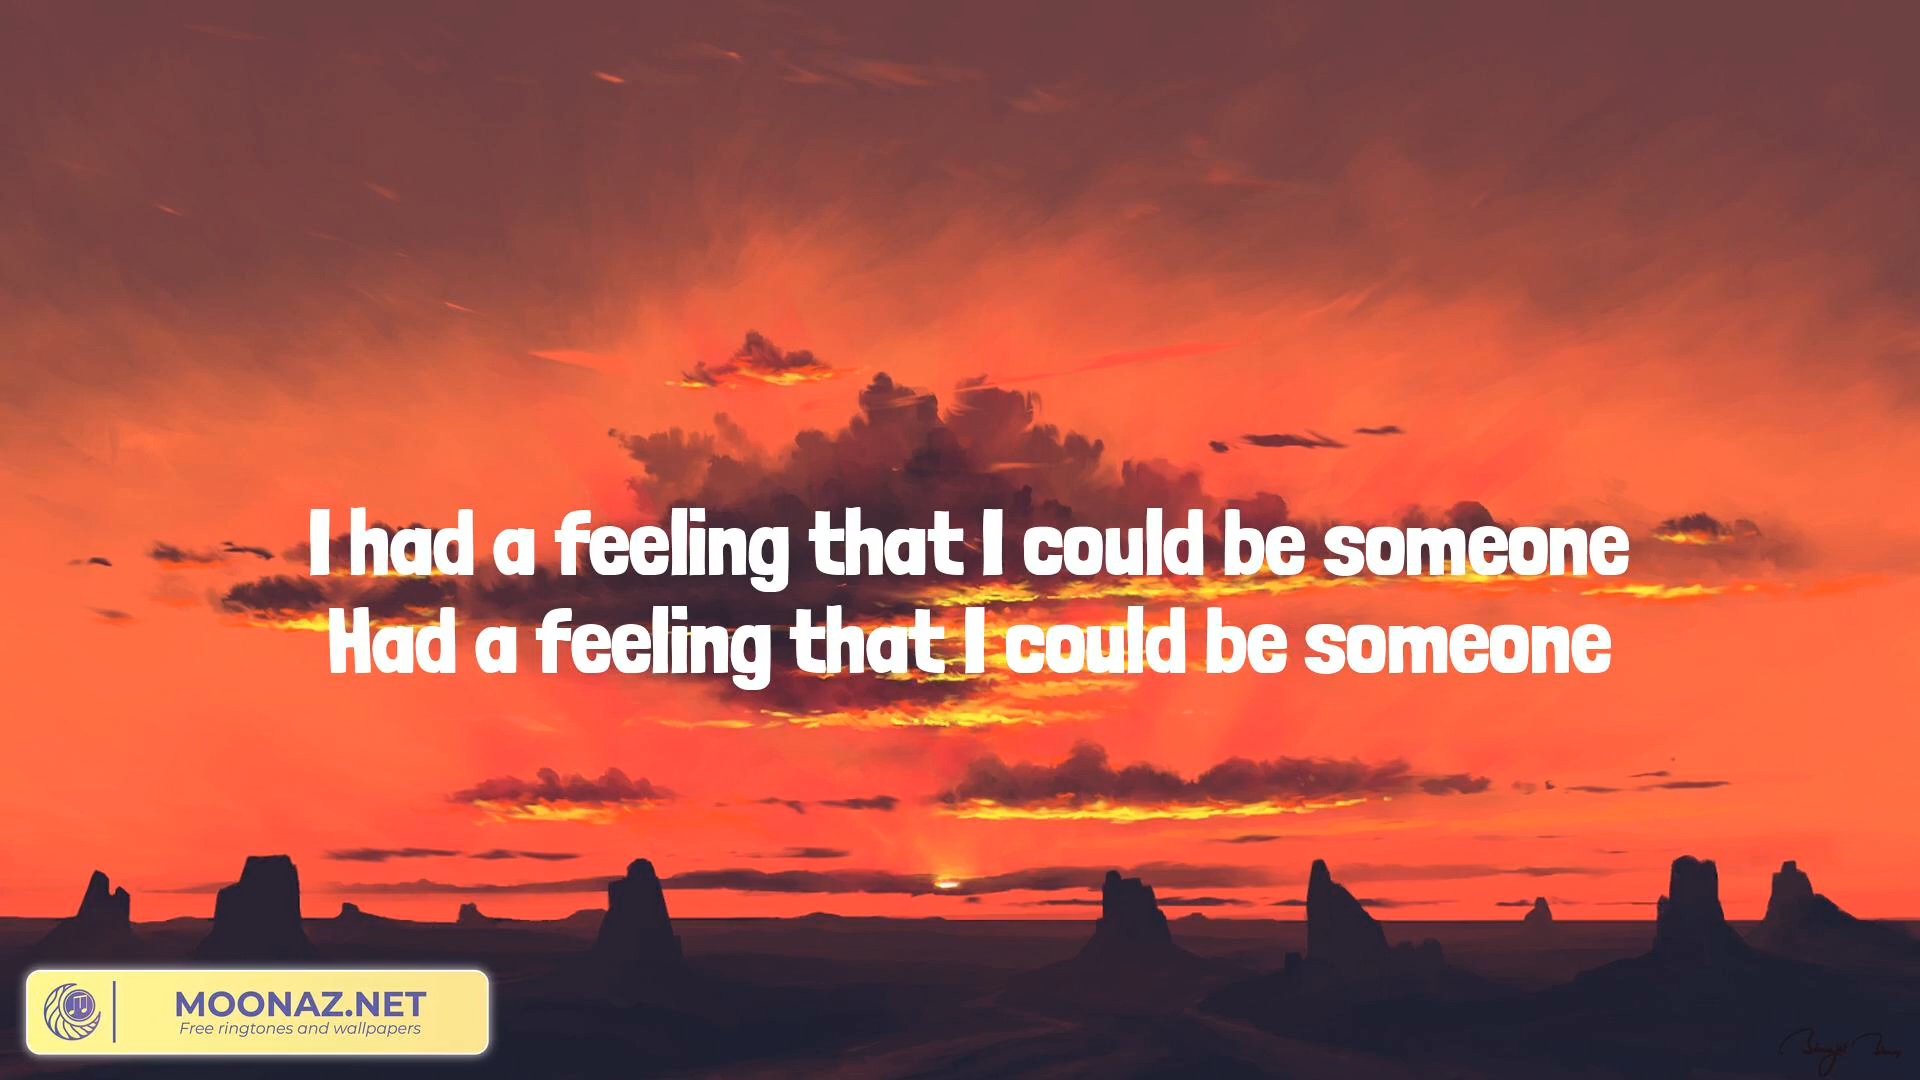 I had a feeling that I could be someone
Had a feeling that I could be someone
MOONAZ.NET
Free ringtones and wallpapers